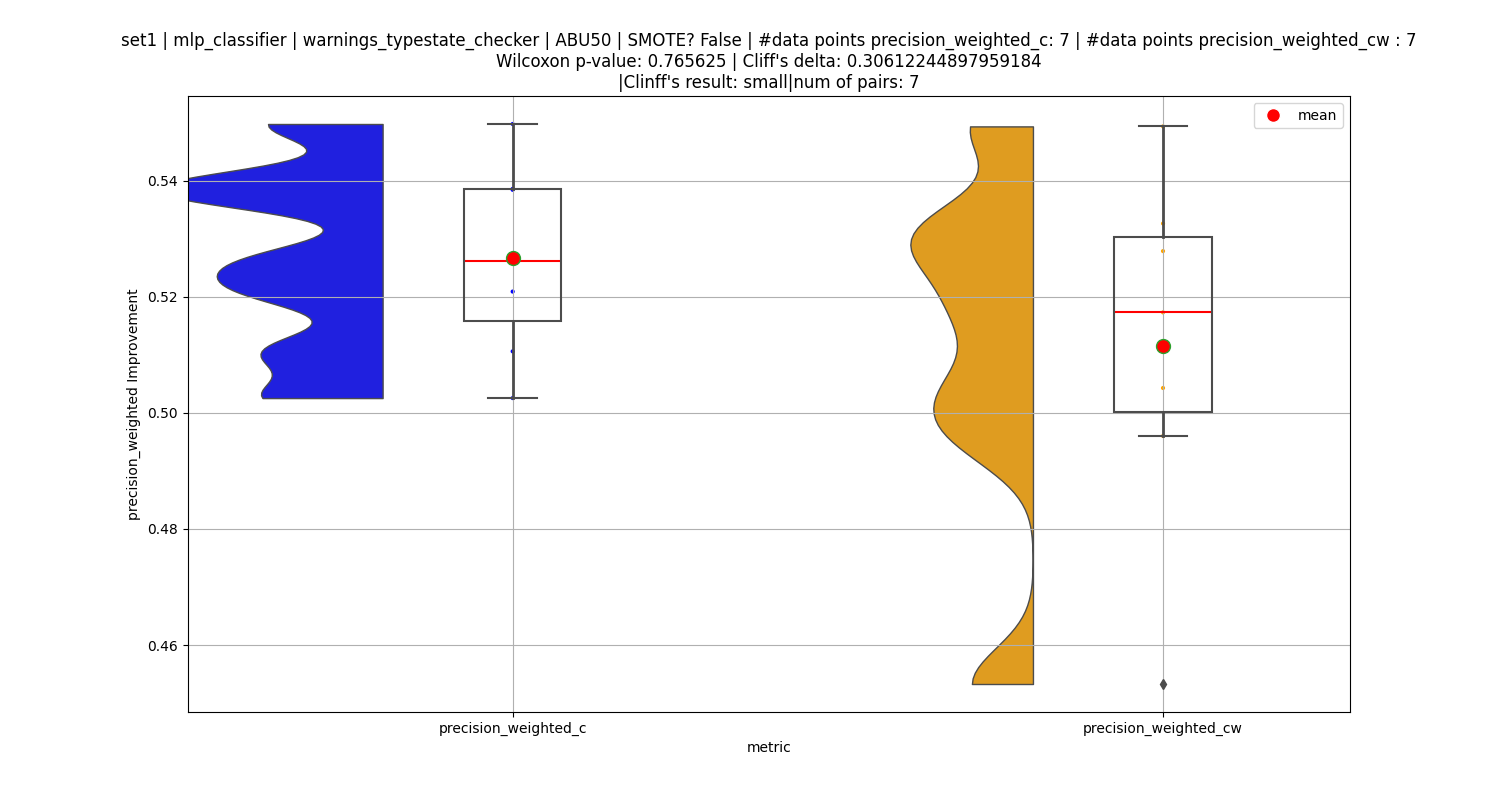 set1 | mlp_classifier | warnings_typestate_checker | ABU50 | SMOTE? False | #data points precision_weighted_c: 7 | #data points precision_weighted_cw : 7
Wilcoxon p-value: 0.765625 | Cliff's delta: 0.30612244897959184
|Clinff's result: small|num of pairs: 7
mean
0.54
0.52
0.50
0.48
0.46
precision_weighted Improvement
precision_weighted_c
precision_weighted_cw
metric